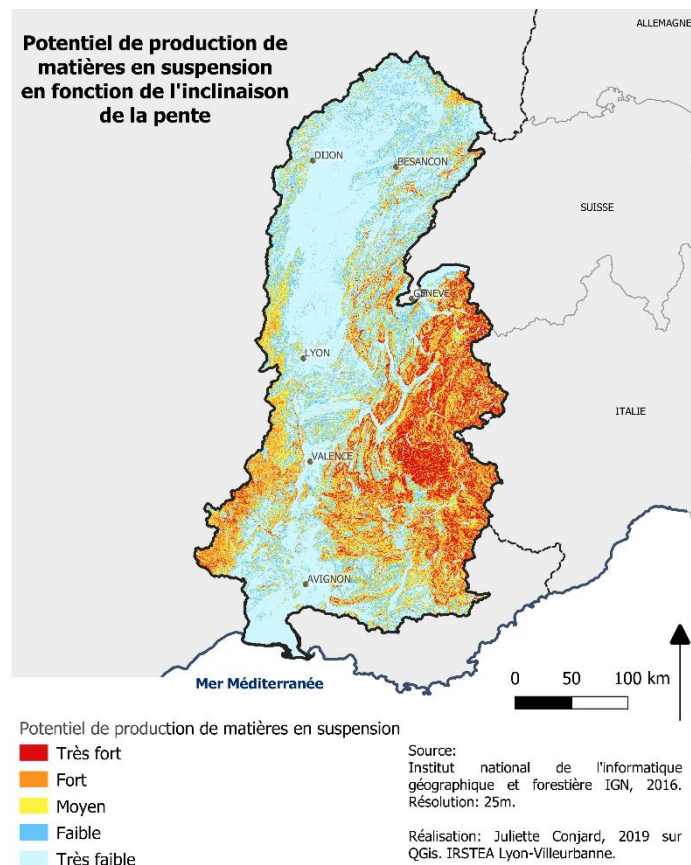 Potentiel de production de
matières en suspension
en fonction de l'inclinaison
de la pente
ALLEMAGNE
DIJON
BESANCON
SUISSE
GENEVE
LYON
ITALIE
VALENCE
AVIGNON
Mer Méditerranée
0 50 100 km
Potentiel de production de matières en suspension
Très fort
Fort
Moyen
Faible
Très faible
Source:
Institut national de l'informatique
géographique et forestière IGN, 2016.
Résolution: 25m.
Réalisation: Juliette Conjard, 2019 sur
QGis. IRSTEA Lyon-Villeurbanne.